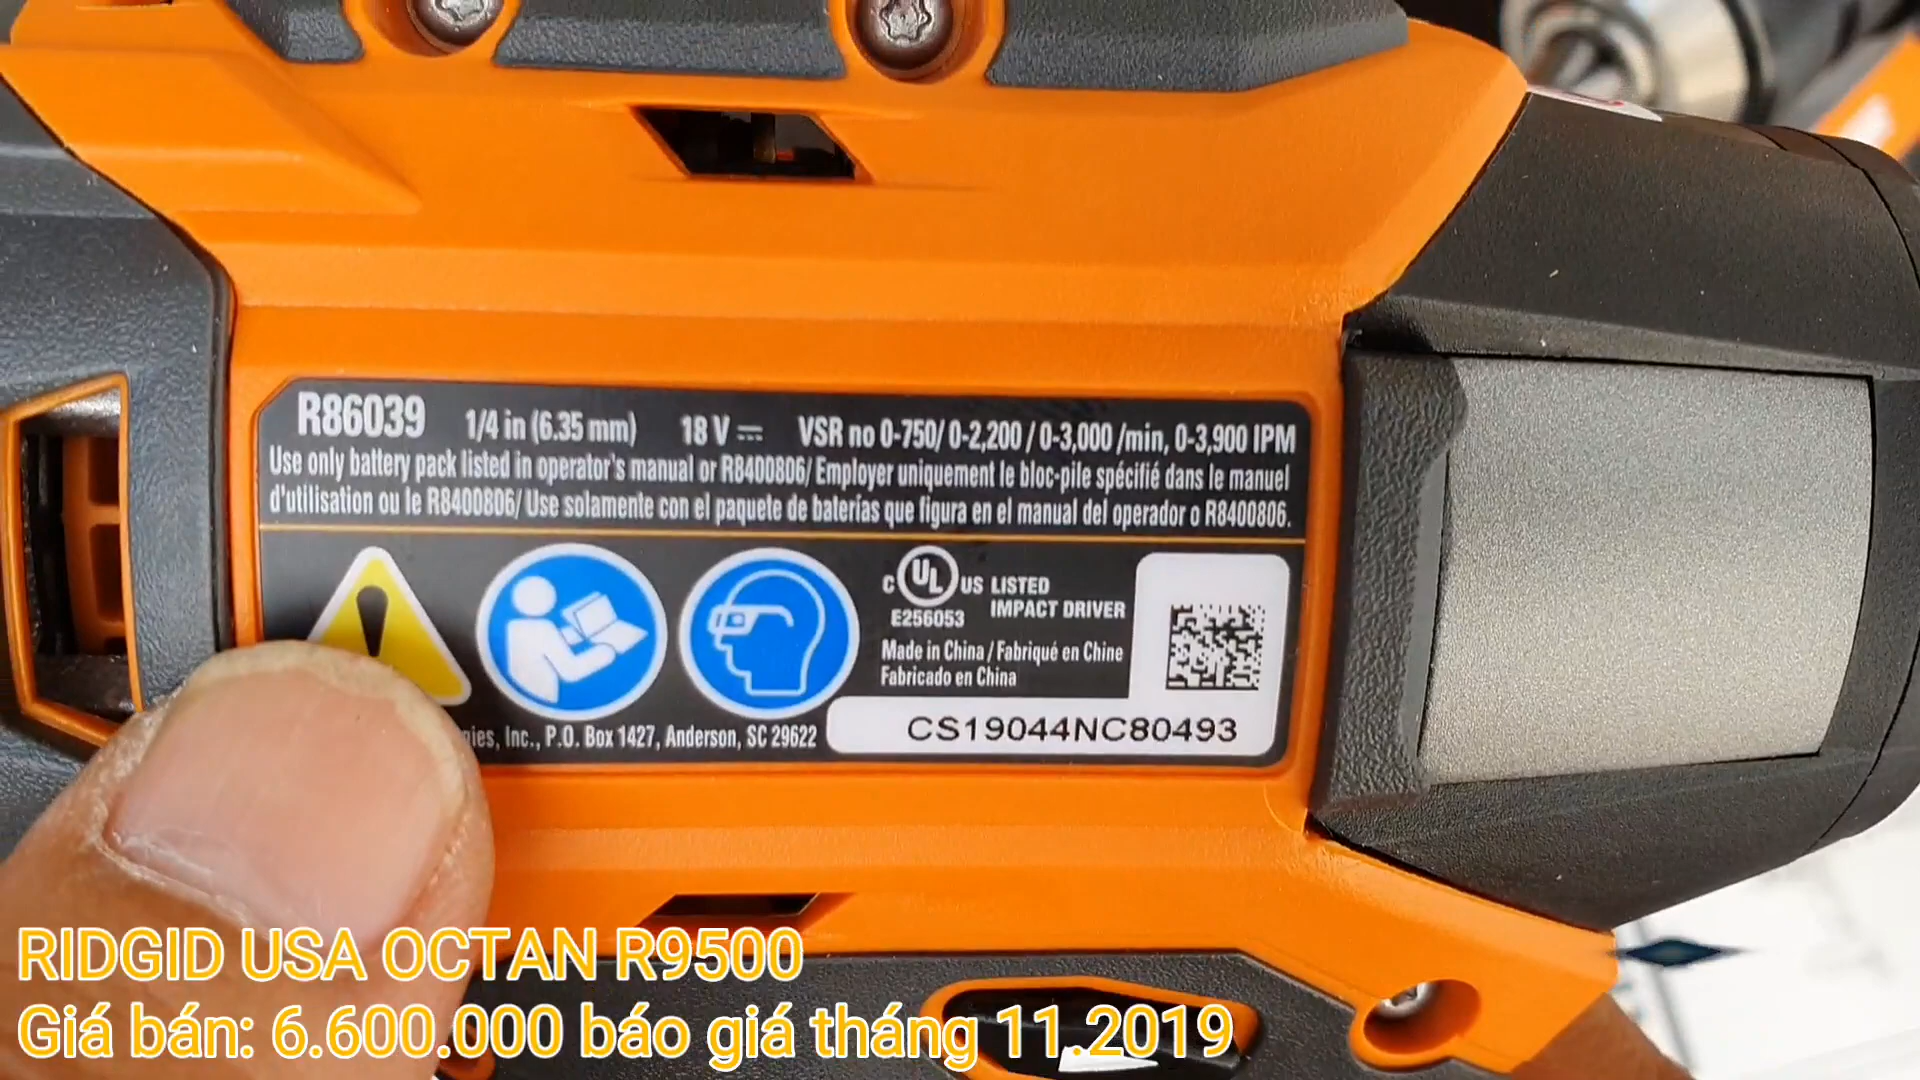 R86039 1/4 in (6.35 mm) 18 V VSR no 0-750/ 0-2,200 / 0-3,000 /min, 0-3,900 IPM
Use only battery pack listed in operator's manual or R8400806/ Employer uniquement le bloc-pile spécifié dans le manuel
d'utilisation ou le R8400806/ Use solamente con el paquete de baterías que figura en el manual del operador o R8400806.
C UL US LISTED
IMPACT DRIVER
E256053
Made in China / Fabriqué en Chine
Fabricado en China
Inc., P.O. Box 1427, Anderson, SC 29622
CS19044NC80493
RIDGID USA OCTAN R9500
Giá bán: 6.600.000 báo giá tháng 11.2019